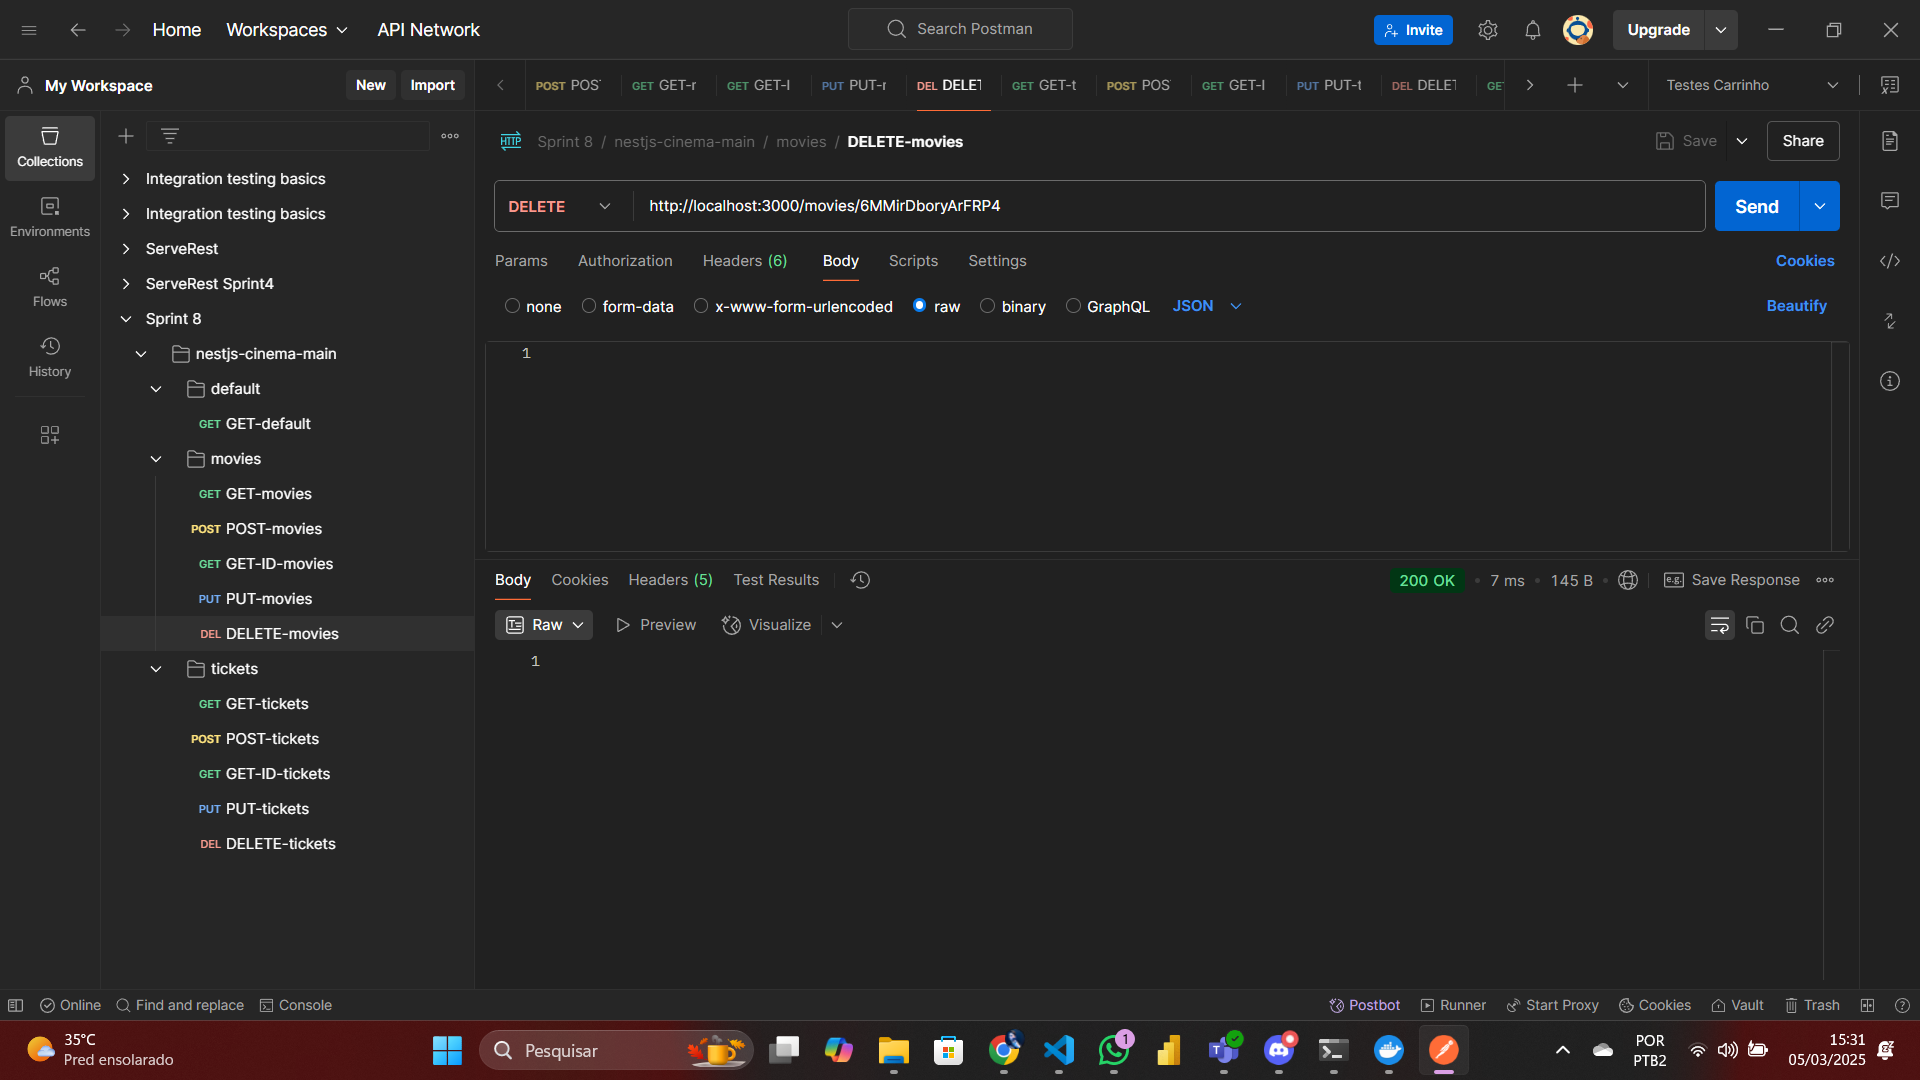 Home
Workspaces
API Network
Search Postman
Invite
Upgrade
My Workspace
New
Import
POST POS
GET GET-r
GET GET-I
PUT PUT-r
DEL DELET
GET GET-t
POST POS
GET GET-I
PUT PUT-t
DEL DELET
GE
Testes Carrinho
Collections
Environments
Flows
History
Integration testing basics
Integration testing basics
ServeRest
ServeRest Sprint4
Sprint 8
nestjs-cinema-main
default
GET GET-default
movies
GET GET-movies
POST POST-movies
GET GET-ID-movies
PUT PUT-movies
DEL DELETE-movies
tickets
GET GET-tickets
POST POST-tickets
GET GET-ID-tickets
PUT PUT-tickets
DEL DELETE-tickets
HTTP Sprint 8 / nestjs-cinema-main / movies / DELETE-movies
Save
Share
DELETE http://localhost:3000/movies/6MMirDboryArFRP4
Send
Params Authorization Headers (6) Body Scripts Settings
Cookies
none form-data x-www-form-urlencoded raw binary GraphQL JSON
Beautify
1
Body Cookies Headers (5) Test Results
200 OK • 7 ms • 145 B •
e.g. Save Response
Raw Preview Visualize
1
Online Find and replace Console
Postbot Runner Start Proxy Cookies Vault Trash
35°C
Pred ensolarado
Pesquisar
1
POR
PTB2
15:31
05/03/2025